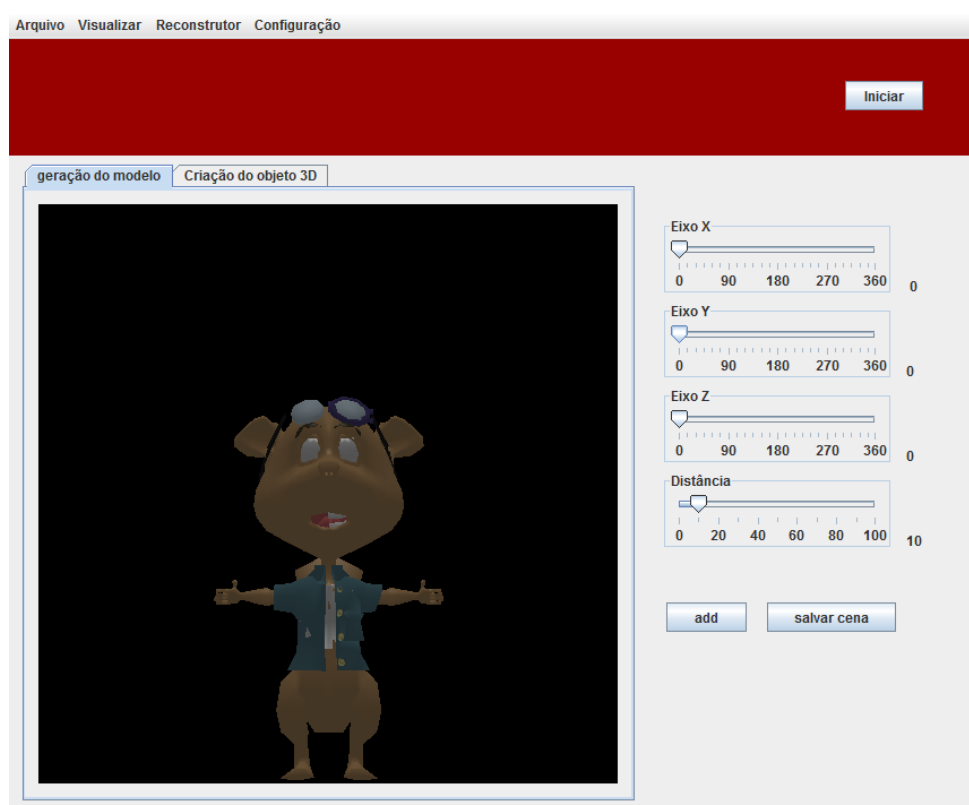 Arquivo Visualizar Reconstrutor Configuração
Iniciar
geração do modelo Criação do objeto 3D
Eixo X
0 90 180 270 360 0
Eixo Y
0 90 180 270 360 0
Eixo Z
0 90 180 270 360 0
Distância
0 20 40 60 80 100 10
add salvar cena